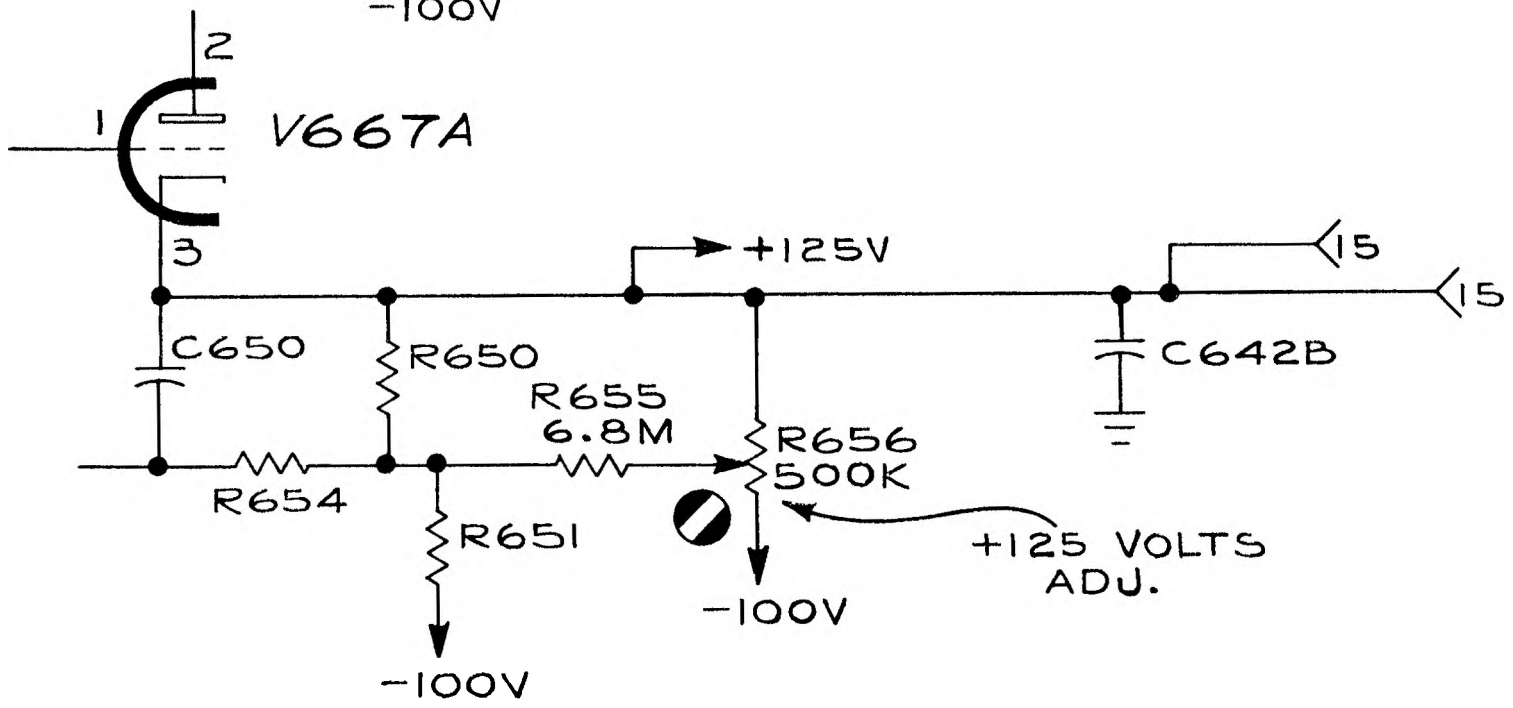 -100V
2
1
V667A
3
+125V
15
15
C650
R650
C642B
R655
6.8M
R656
500K
R654
R651
+125 VOLTS
ADJ.
-100V
-100V